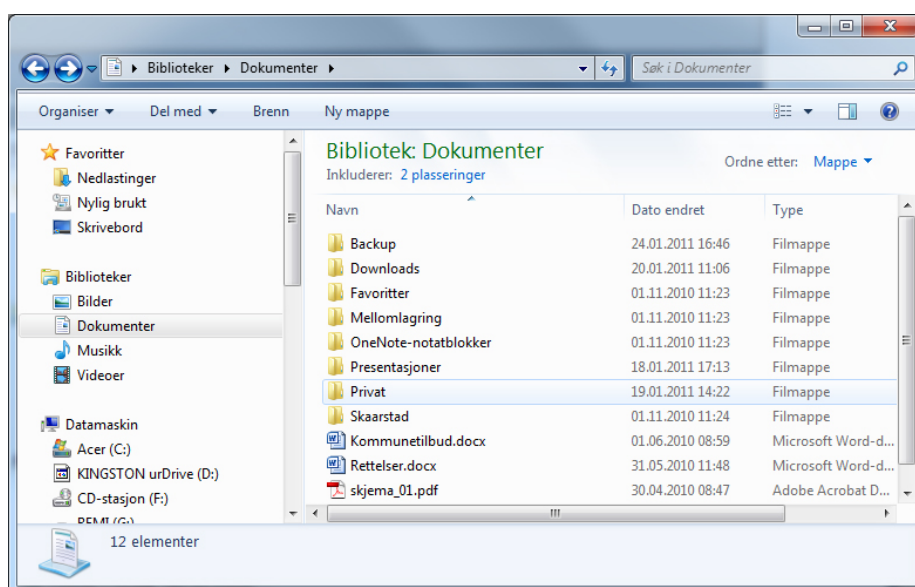 Biblioteker Dokumenter
Søk i Dokumenter
Organiser Del med Brenn Ny mappe
Favoritter
Nedlastinger
Nylig brukt
Skrivebord
Biblioteker
Bilder
Dokumenter
Musikk
Videoer
Datamaskin
Acer (C:)
KINGSTON urDrive (D:)
CD-stasjon (F:)
REMI (G:)
Bibliotek: Dokumenter
Inkluderer: 2 plasseringer
Ordne etter: Mappe
Navn Dato endret Type
Backup 24.01.2011 16:46 Filmappe
Downloads 20.01.2011 11:06 Filmappe
Favoritter 01.11.2010 11:23 Filmappe
Mellomlagring 01.11.2010 11:23 Filmappe
OneNote-notatblokker 01.11.2010 11:23 Filmappe
Presentasjoner 18.01.2011 17:13 Filmappe
Privat 19.01.2011 14:22 Filmappe
Skaarstad 01.11.2010 11:24 Filmappe
Kommunetilbud.docx 01.06.2010 08:59 Microsoft Word-d...
Rettelser.docx 31.05.2010 11:48 Microsoft Word-d...
skjema_01.pdf 30.04.2010 08:47 Adobe Acrobat D...
12 elementer